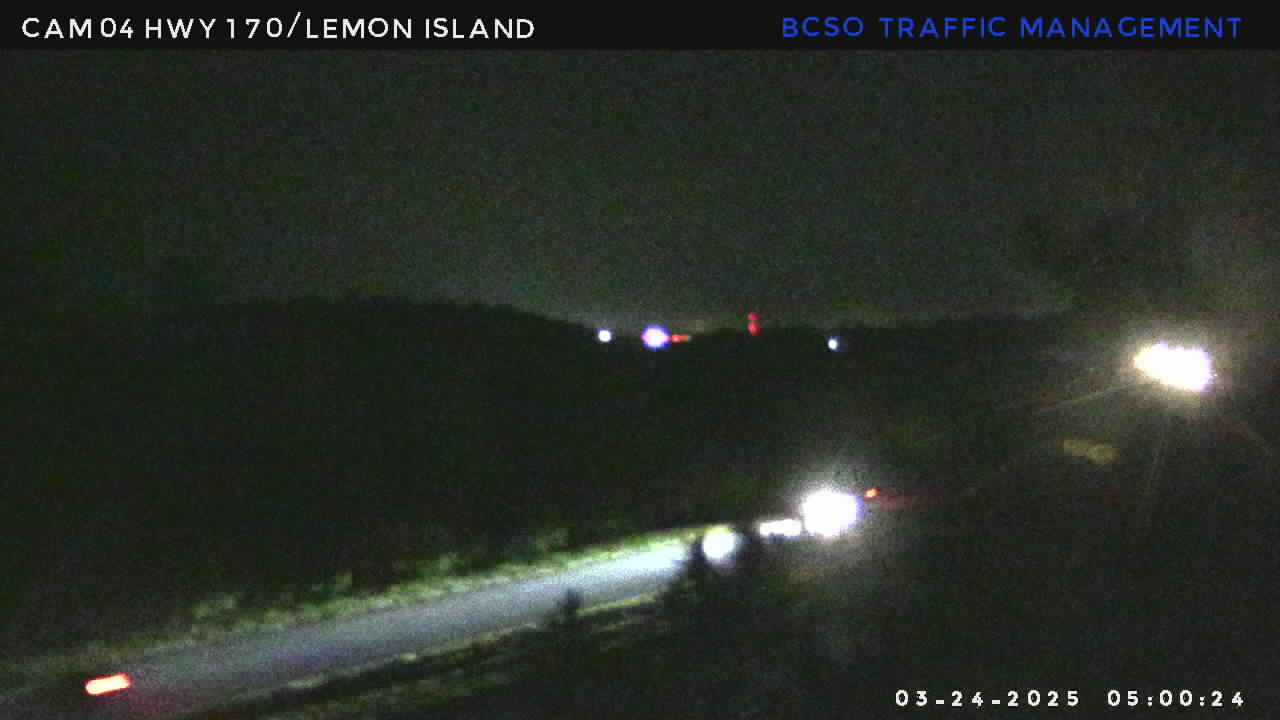 CAM04 HWY 170/LEMON ISLAND
BCSO TRAFFIC MANAGEMENT
03-24-2025 05:00:24